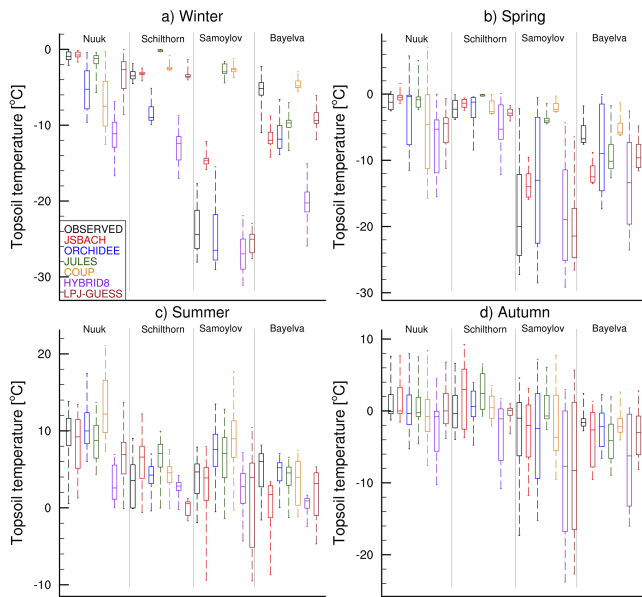 a) Winter
Nuuk Schilthorn Samoylov Bayelva
0
-10
-20
-30
Topsoil temperature [°C]
OBSERVED
JSBACH
ORCHIDEE
JULES
COUP
HYBRID8
LPJ-GUESS
b) Spring
Nuuk Schilthorn Samoylov Bayelva
0
-10
-20
-30
Topsoil temperature [°C]
c) Summer
Nuuk Schilthorn Samoylov Bayelva
20
10
0
-10
Topsoil temperature [°C]
d) Autumn
Nuuk Schilthorn Samoylov Bayelva
10
0
-10
-20
Topsoil temperature [°C]